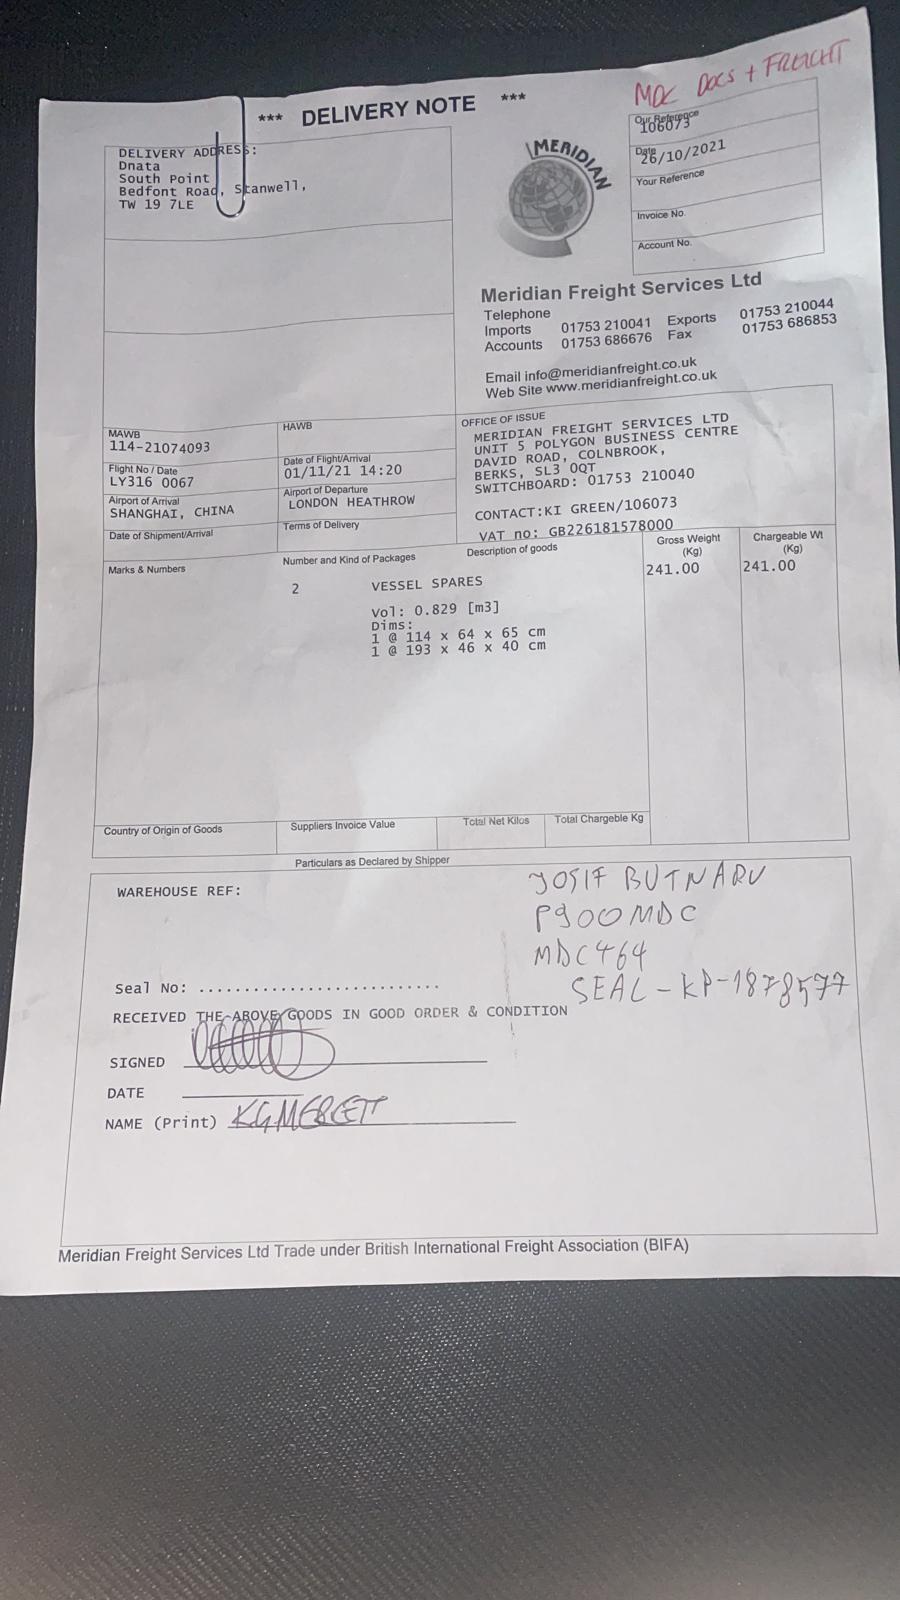 MDC DOCS + FREIGHT
*** DELIVERY NOTE ***
DELIVERY ADDRESS:
Dnata
South Point
Bedfont Road, Stanwell,
TW 19 7LE
MERIDIAN
Our Reference
106073
Date
26/10/2021
Your Reference
Invoice No.
Account No.
Meridian Freight Services Ltd
Telephone
Imports 01753 210041 Exports 01753 210044
Accounts 01753 686676 Fax 01753 686853
Email info@meridianfreight.co.uk
Web Site www.meridianfreight.co.uk
MAWB
114-21074093
HAWB
Flight No / Date
LY316 0067
Date of Flight/Arrival
01/11/21 14:20
Airport of Arrival
SHANGHAI, CHINA
Airport of Departure
LONDON HEATHROW
Date of Shipment/Arrival
Terms of Delivery
OFFICE OF ISSUE
MERIDIAN FREIGHT SERVICES LTD
UNIT 5 POLYGON BUSINESS CENTRE
DAVID ROAD, COLNBROOK,
BERKS, SL3 0QT
SWITCHBOARD: 01753 210040
CONTACT:KI GREEN/106073
VAT no: GB226181578000
Marks & Numbers
Number and Kind of Packages
Description of goods
Gross Weight
(Kg)
Chargeable Wt
(Kg)
2 VESSEL SPARES 241.00 241.00
Vol: 0.829 [m3]
Dims:
1 @ 114 x 64 x 65 cm
1 @ 193 x 46 x 40 cm
Country of Origin of Goods
Suppliers Invoice Value
Total Net Kilos
Total Chargeble Kg
Particulars as Declared by Shipper
WAREHOUSE REF:
JOSIF BUTNARU
P900MDC
MDC464
SEAL-KP-1878577
Seal No: ..........................
RECEIVED THE ABOVE GOODS IN GOOD ORDER & CONDITION
SIGNED
DATE
NAME (Print)
Meridian Freight Services Ltd Trade under British International Freight Association (BIFA)